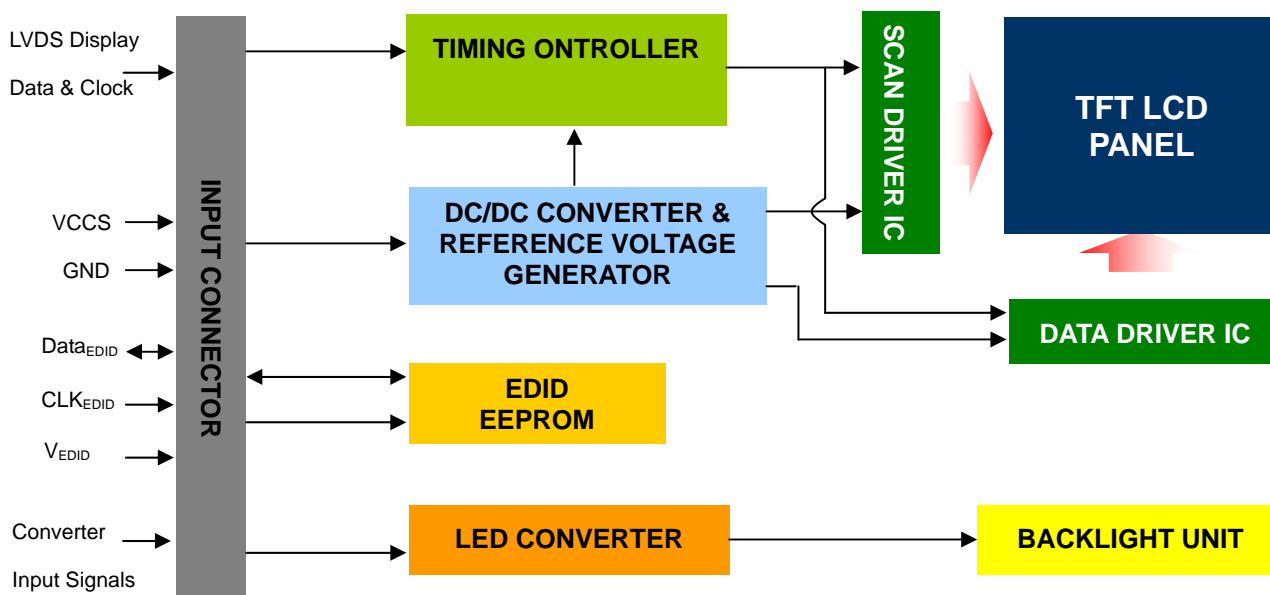 LVDS Display
Data & Clock
VCCS
GND
DataEDID
CLKEDID
VEDID
Converter
Input Signals
INPUT CONNECTOR
TIMING ONTROLLER
DC/DC CONVERTER &
REFERENCE VOLTAGE
GENERATOR
EDID
EEPROM
LED CONVERTER
SCAN DRIVER IC
TFT LCD
PANEL
DATA DRIVER IC
BACKLIGHT UNIT